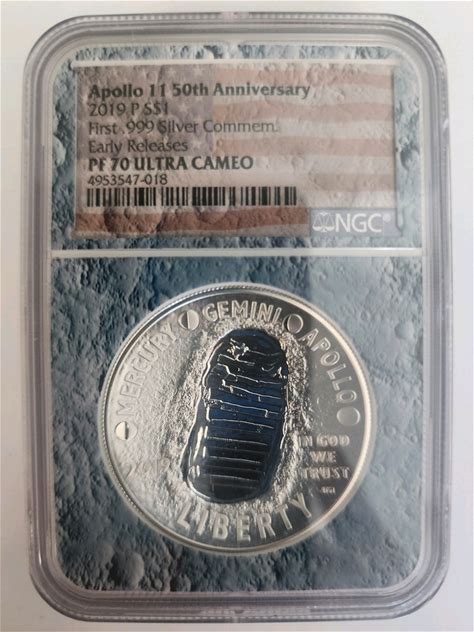 Apollo 11 50th Anniversary
2019 P S$1
First .999 Silver Commem.
Early Releases
PF 70 ULTRA CAMEO
4953547-018
NGC®
MERCURY GEMINI APOLLO
IN GOD
WE
TRUST
LIBERTY